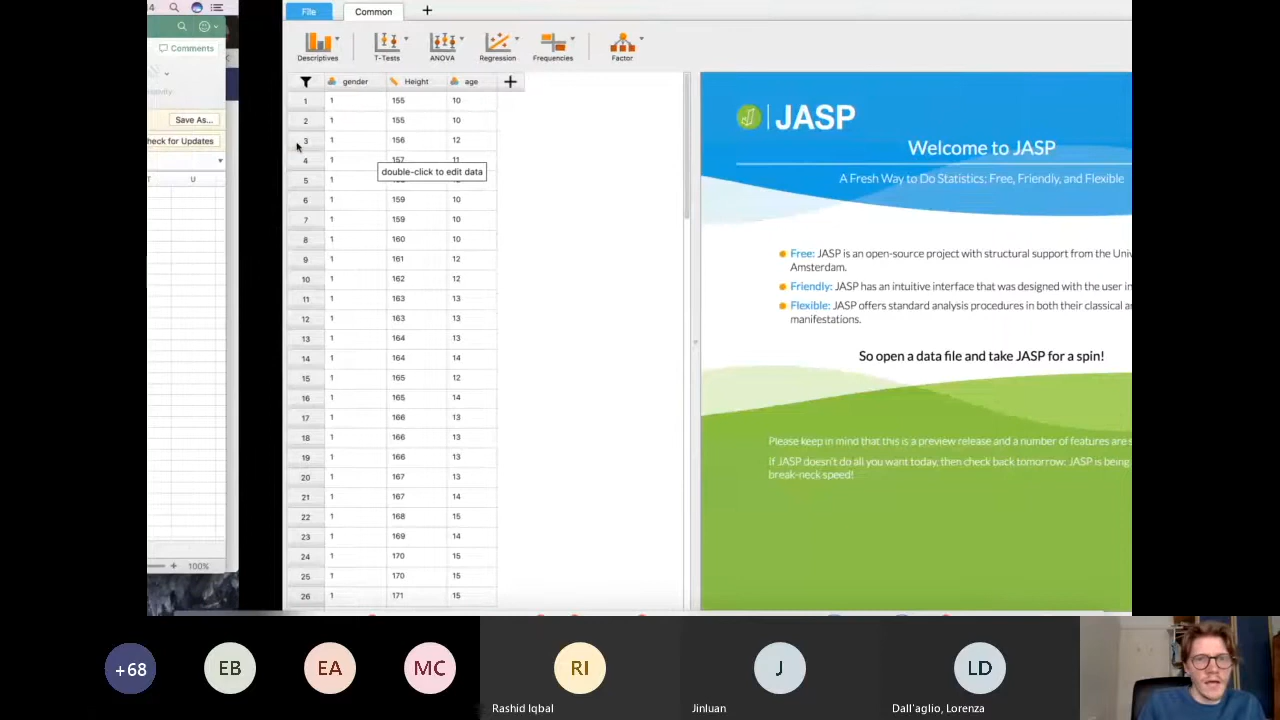 File
Common
Comments
Save As...
heck for Updates
U
100%
Descriptives
T-Tests
ANOVA
Regression
Frequencies
Factor
gender Height age
1 1 155 10
2 1 155 10
3 1 156 12
4 1 157 11
double-click to edit data
5 1
6 1 159 10
7 1 159 10
8 1 160 10
9 1 161 12
10 1 162 12
11 1 163 13
12 1 163 13
13 1 164 13
14 1 164 14
15 1 165 12
16 1 165 14
17 1 166 13
18 1 166 13
19 1 166 13
20 1 167 13
21 1 167 14
22 1 168 15
23 1 169 14
24 1 170 15
25 1 170 15
26 1 171 15
JASP
Welcome to JASP
A Fresh Way to Do Statistics: Free, Friendly, and Flexible
Free: JASP is an open-source project with structural support from the Univ
Amsterdam.
Friendly: JASP has an intuitive interface that was designed with the user in
Flexible: JASP offers standard analysis procedures in both their classical a
manifestations.
So open a data file and take JASP for a spin!
Please keep in mind that this is a preview release and a number of features are s
If JASP doesn't do all you want today, then check back tomorrow: JASP is being
break-neck speed!
+68
EB
EA
MC
RI
J
LD
Rashid Iqbal
Jinluan
Dall'aglio, Lorenza